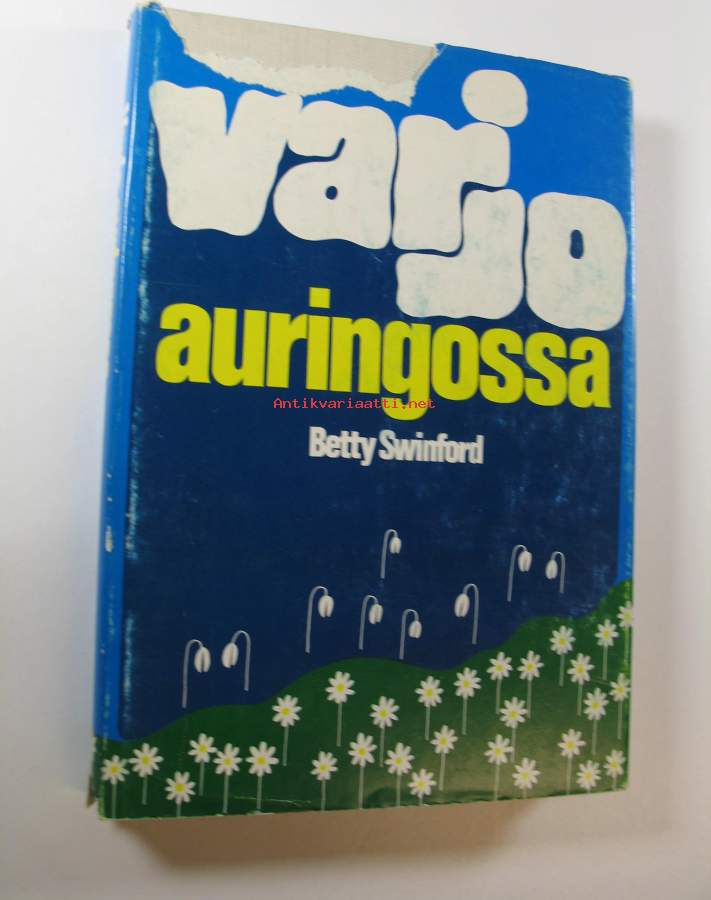 varjo
auringossa
Antikvariaatti.net
Betty Swinford